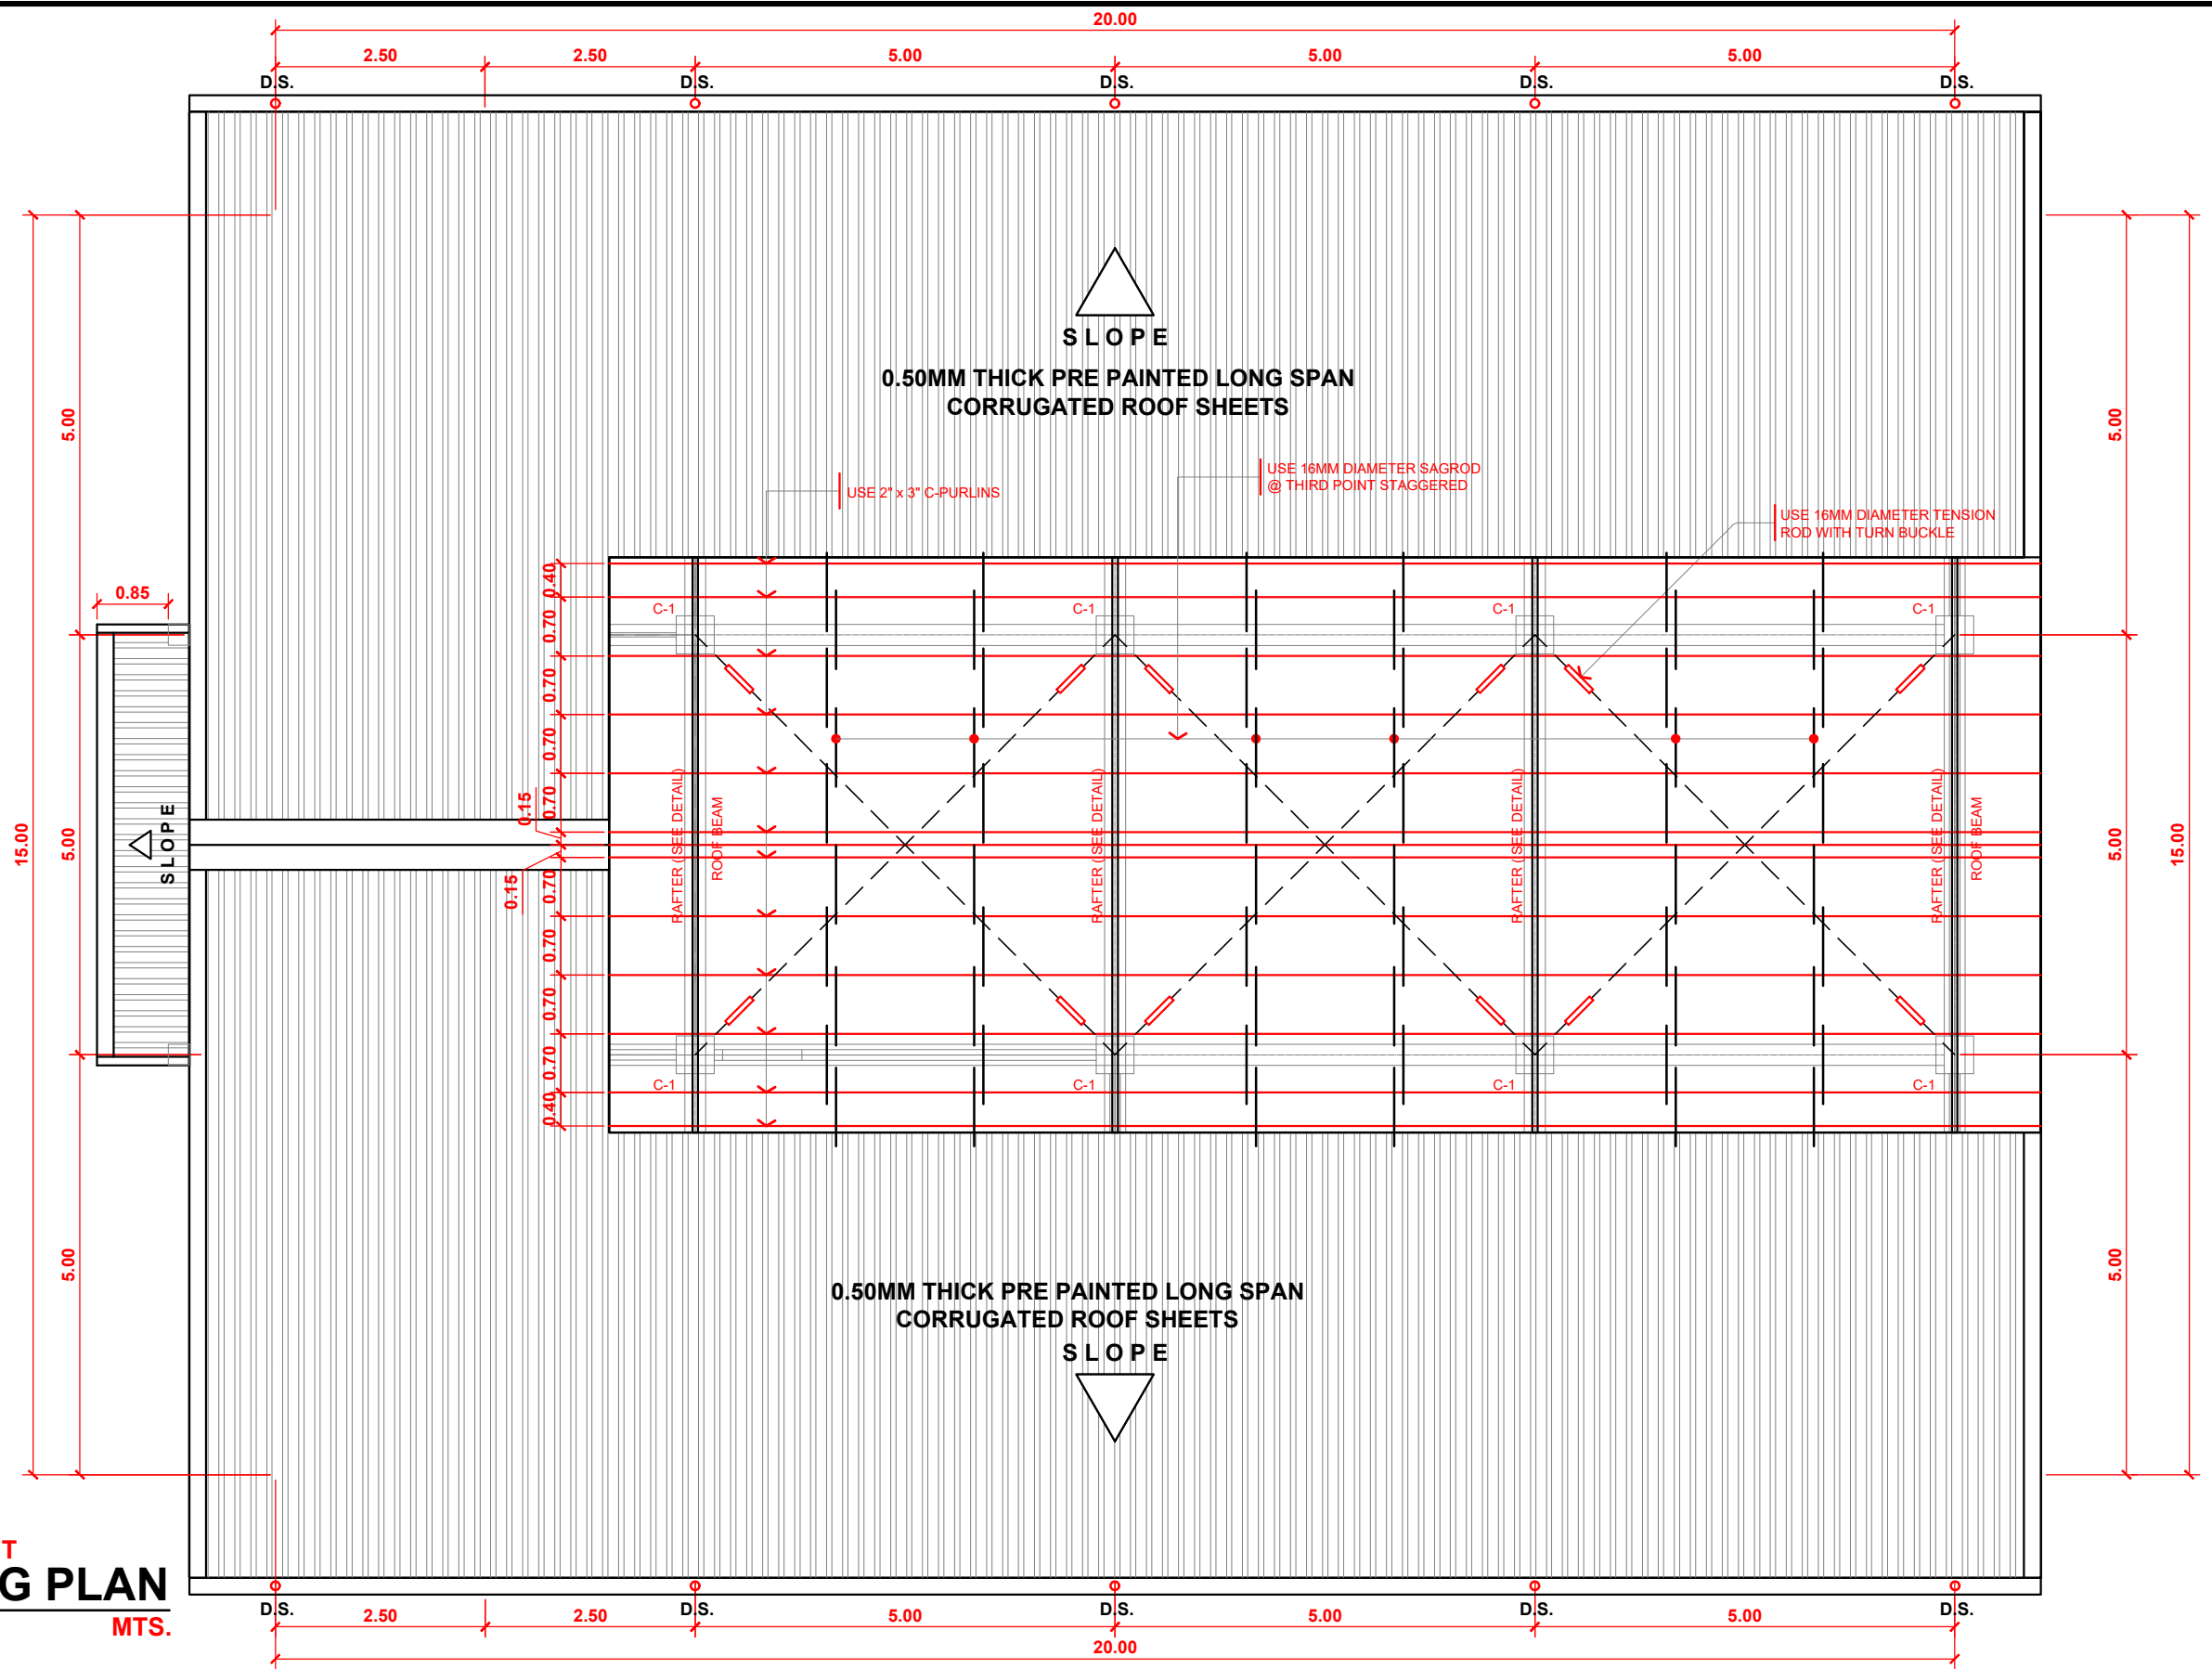 20.00
2.50
2.50
5.00
5.00
5.00
D.S.
D.S.
D.S.
D.S.
D.S.
SLOPE
0.50MM THICK PRE PAINTED LONG SPAN
CORRUGATED ROOF SHEETS
USE 2" x 3" C-PURLINS
USE 16MM DIAMETER SAGROD
@ THIRD POINT STAGGERED
USE 16MM DIAMETER TENSION
ROD WITH TURN BUCKLE
15.00
5.00
5.00
5.00
0.85
SLOPE
0.40
0.70
0.70
0.70
0.70
0.15
0.15
0.70
0.70
0.70
0.70
0.40
C-1
C-1
C-1
C-1
RAFTER ( SEE DETAIL)
ROOF BEAM
RAFTER ( SEE DETAIL)
RAFTER ( SEE DETAIL)
RAFTER ( SEE DETAIL)
ROOF BEAM
C-1
C-1
C-1
C-1
5.00
5.00
5.00
15.00
0.50MM THICK PRE PAINTED LONG SPAN
CORRUGATED ROOF SHEETS
SLOPE
T
G PLAN
MTS.
D.S.
D.S.
D.S.
D.S.
D.S.
2.50
2.50
5.00
5.00
5.00
20.00